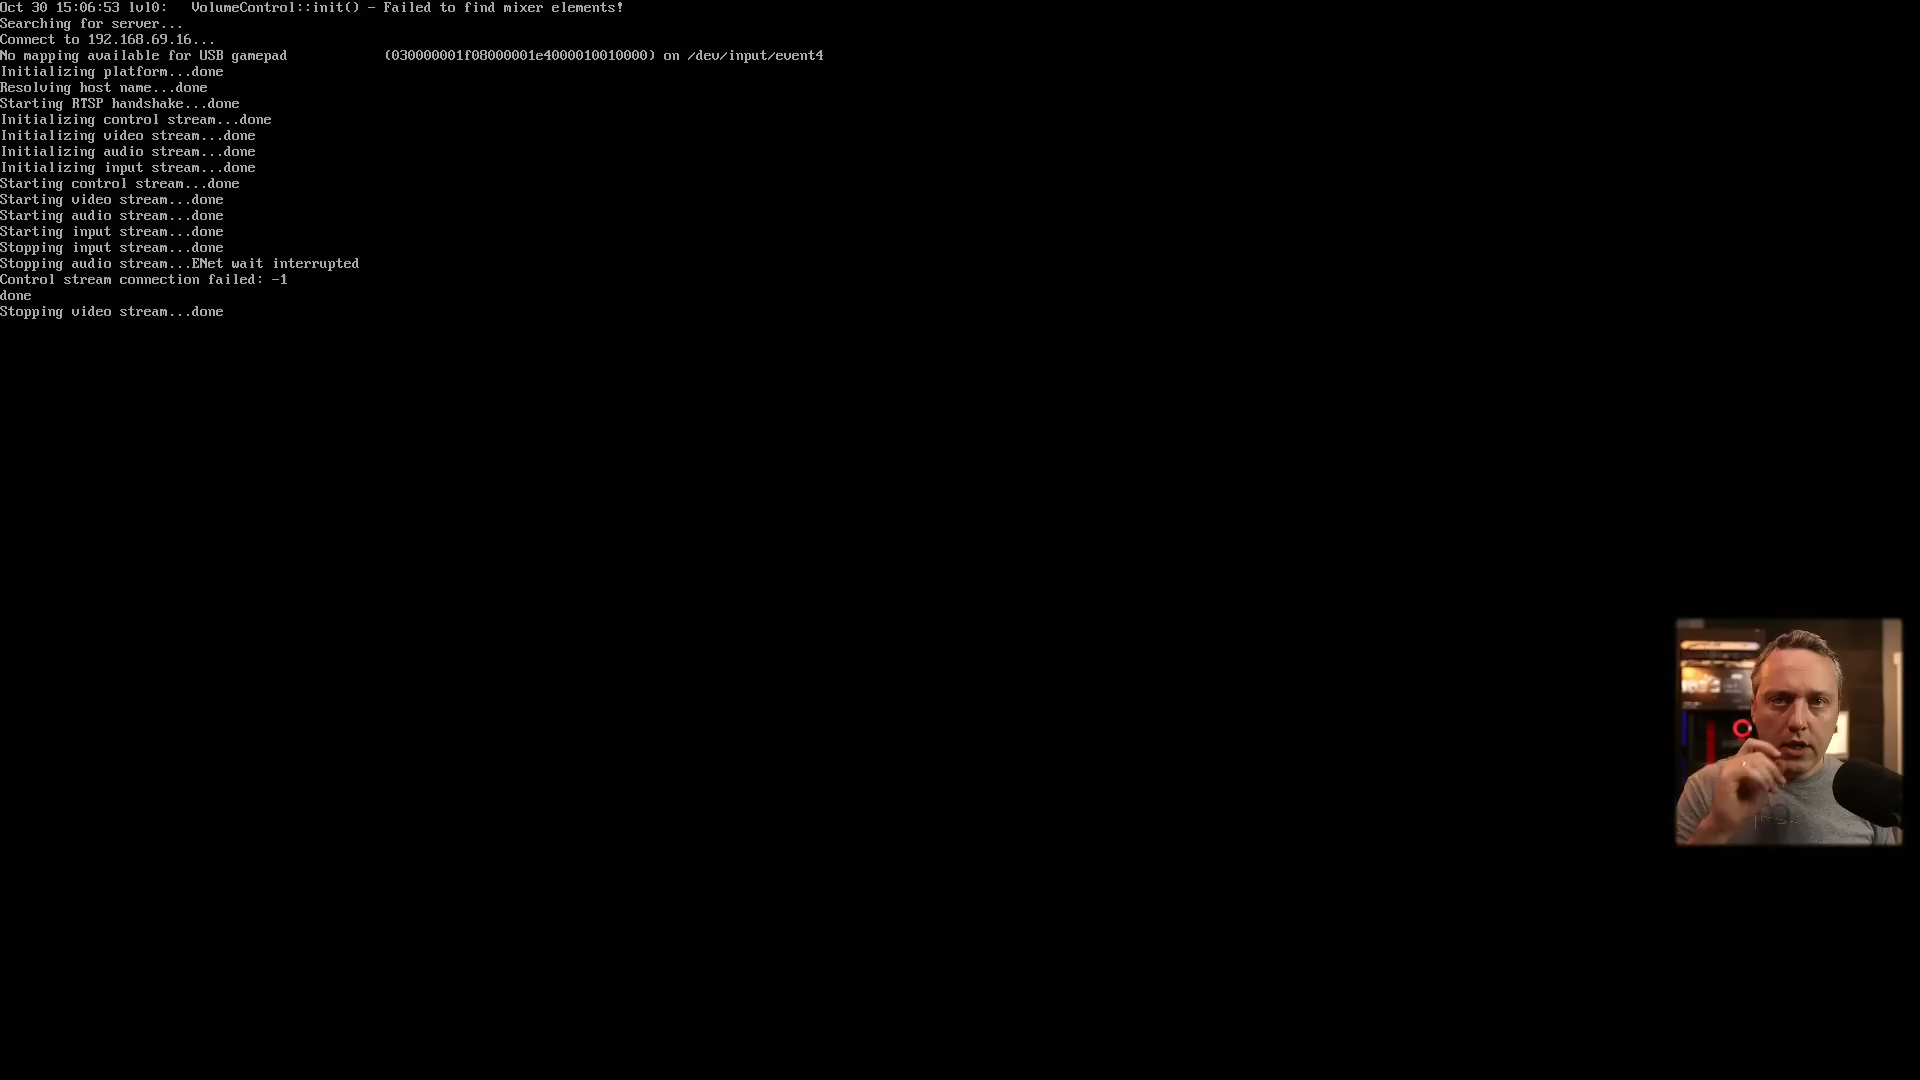 Oct 30 15:06:53 lvl0:   VolumeControl::init() - Failed to find mixer elements!
Searching for server...
Connect to 192.168.69.16...
No mapping available for USB gamepad            (030000001f08000001e4000010010000) on /dev/input/event4
Initializing platform...done
Resolving host name...done
Starting RTSP handshake...done
Initializing control stream...done
Initializing video stream...done
Initializing audio stream...done
Initializing input stream...done
Starting control stream...done
Starting video stream...done
Starting audio stream...done
Starting input stream...done
Stopping input stream...done
Stopping audio stream...ENet wait interrupted
Control stream connection failed: -1
done
Stopping video stream...done